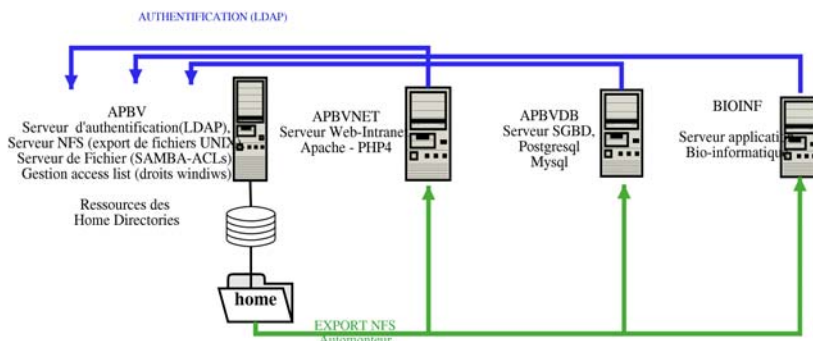 AUTHENTIFICATION (LDAP)
APBV
Serveur d'authentification(LDAP),
Serveur NFS (export de fichiers UNIX
Serveur de Fichier (SAMBA-ACLs)
Gestion access list (droits windiws)
Ressources des
Home Directories
home
APBVNET
Serveur Web-Intrane
Apache - PHP4
APBVDB
Serveur SGBD,
Postgresql
Mysql
BIOINF
Serveur applicati
Bio-informatique
EXPORT NFS
Automonteur